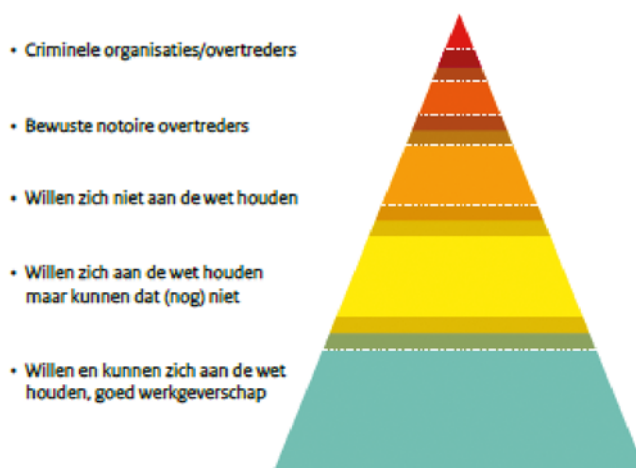 • Criminele organisaties/overtreders
• Bewuste notoire overtreders
• Willen zich niet aan de wet houden
• Willen zich aan de wet houden
maar kunnen dat (nog) niet
• Willen en kunnen zich aan de wet
houden, goed werkgeverschap